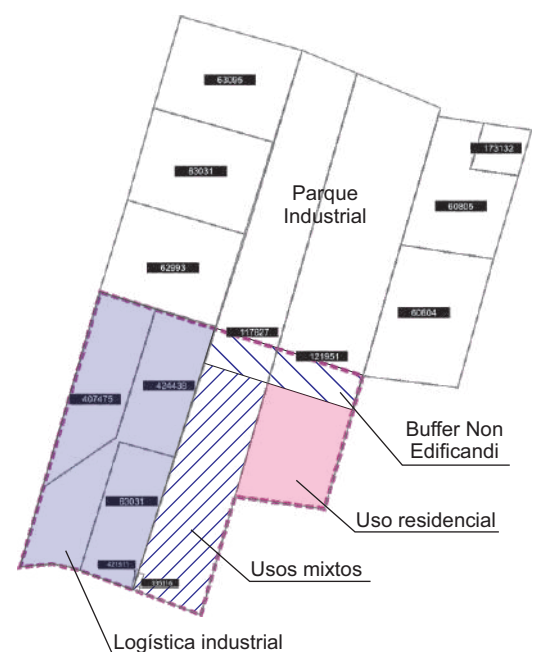 63095
173132
63031
Parque
Industrial
60805
62993
60604
117827
121951
424438
407475
Buffer Non
Edificandi
63031
Uso residencial
Usos mixtos
Logística industrial